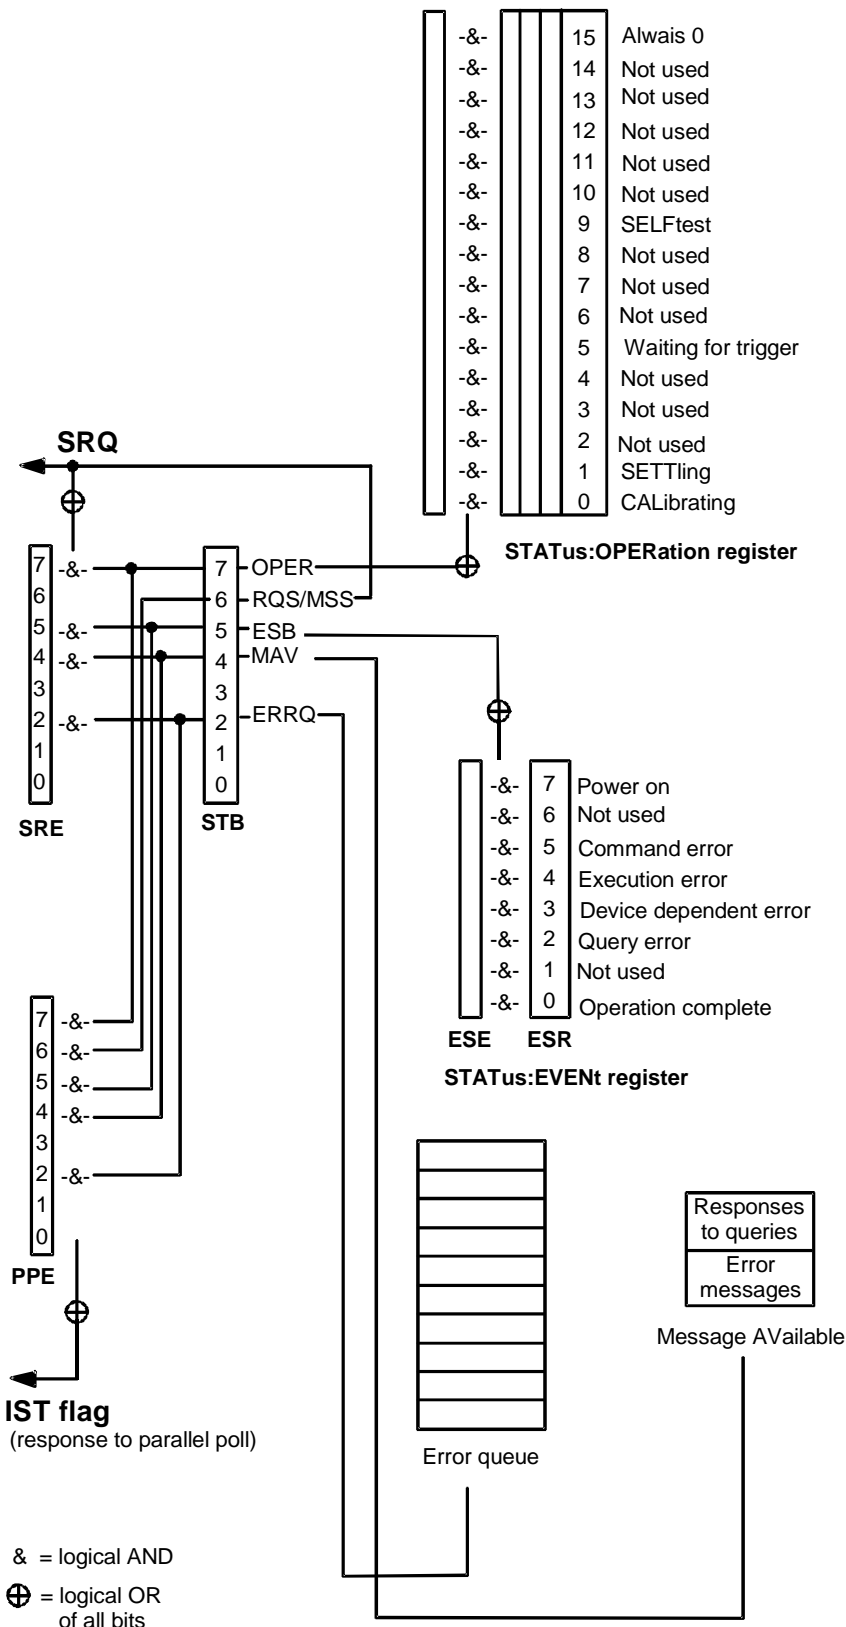 -&- 15 Alwais 0
-&- 14 Not used
-&- 13 Not used
-&- 12 Not used
-&- 11 Not used
-&- 10 Not used
-&- 9 SELFtest
-&- 8 Not used
-&- 7 Not used
-&- 6 Not used
-&- 5 Waiting for trigger
-&- 4 Not used
-&- 3 Not used
-&- 2 Not used
-&- 1 SETTling
-&- 0 CALibrating
STATus:OPERation register
SRQ
7 -&- 7 OPER
6 6 RQS/MSS
5 -&- 5 ESB
4 -&- 4 MAV
3 3
2 -&- 2 ERRQ
1 1
0 0
SRE STB
-&- 7 Power on
-&- 6 Not used
-&- 5 Command error
-&- 4 Execution error
-&- 3 Device dependent error
-&- 2 Query error
-&- 1 Not used
-&- 0 Operation complete
ESE ESR
STATus:EVENt register
7 -&-
6 -&-
5 -&-
4 -&-
3
2 -&-
1
0
PPE
IST flag
(response to parallel poll)
Error queue
Responses
to queries
Error
messages
Message AVailable
& = logical AND
⊕ = logical OR
of all bits